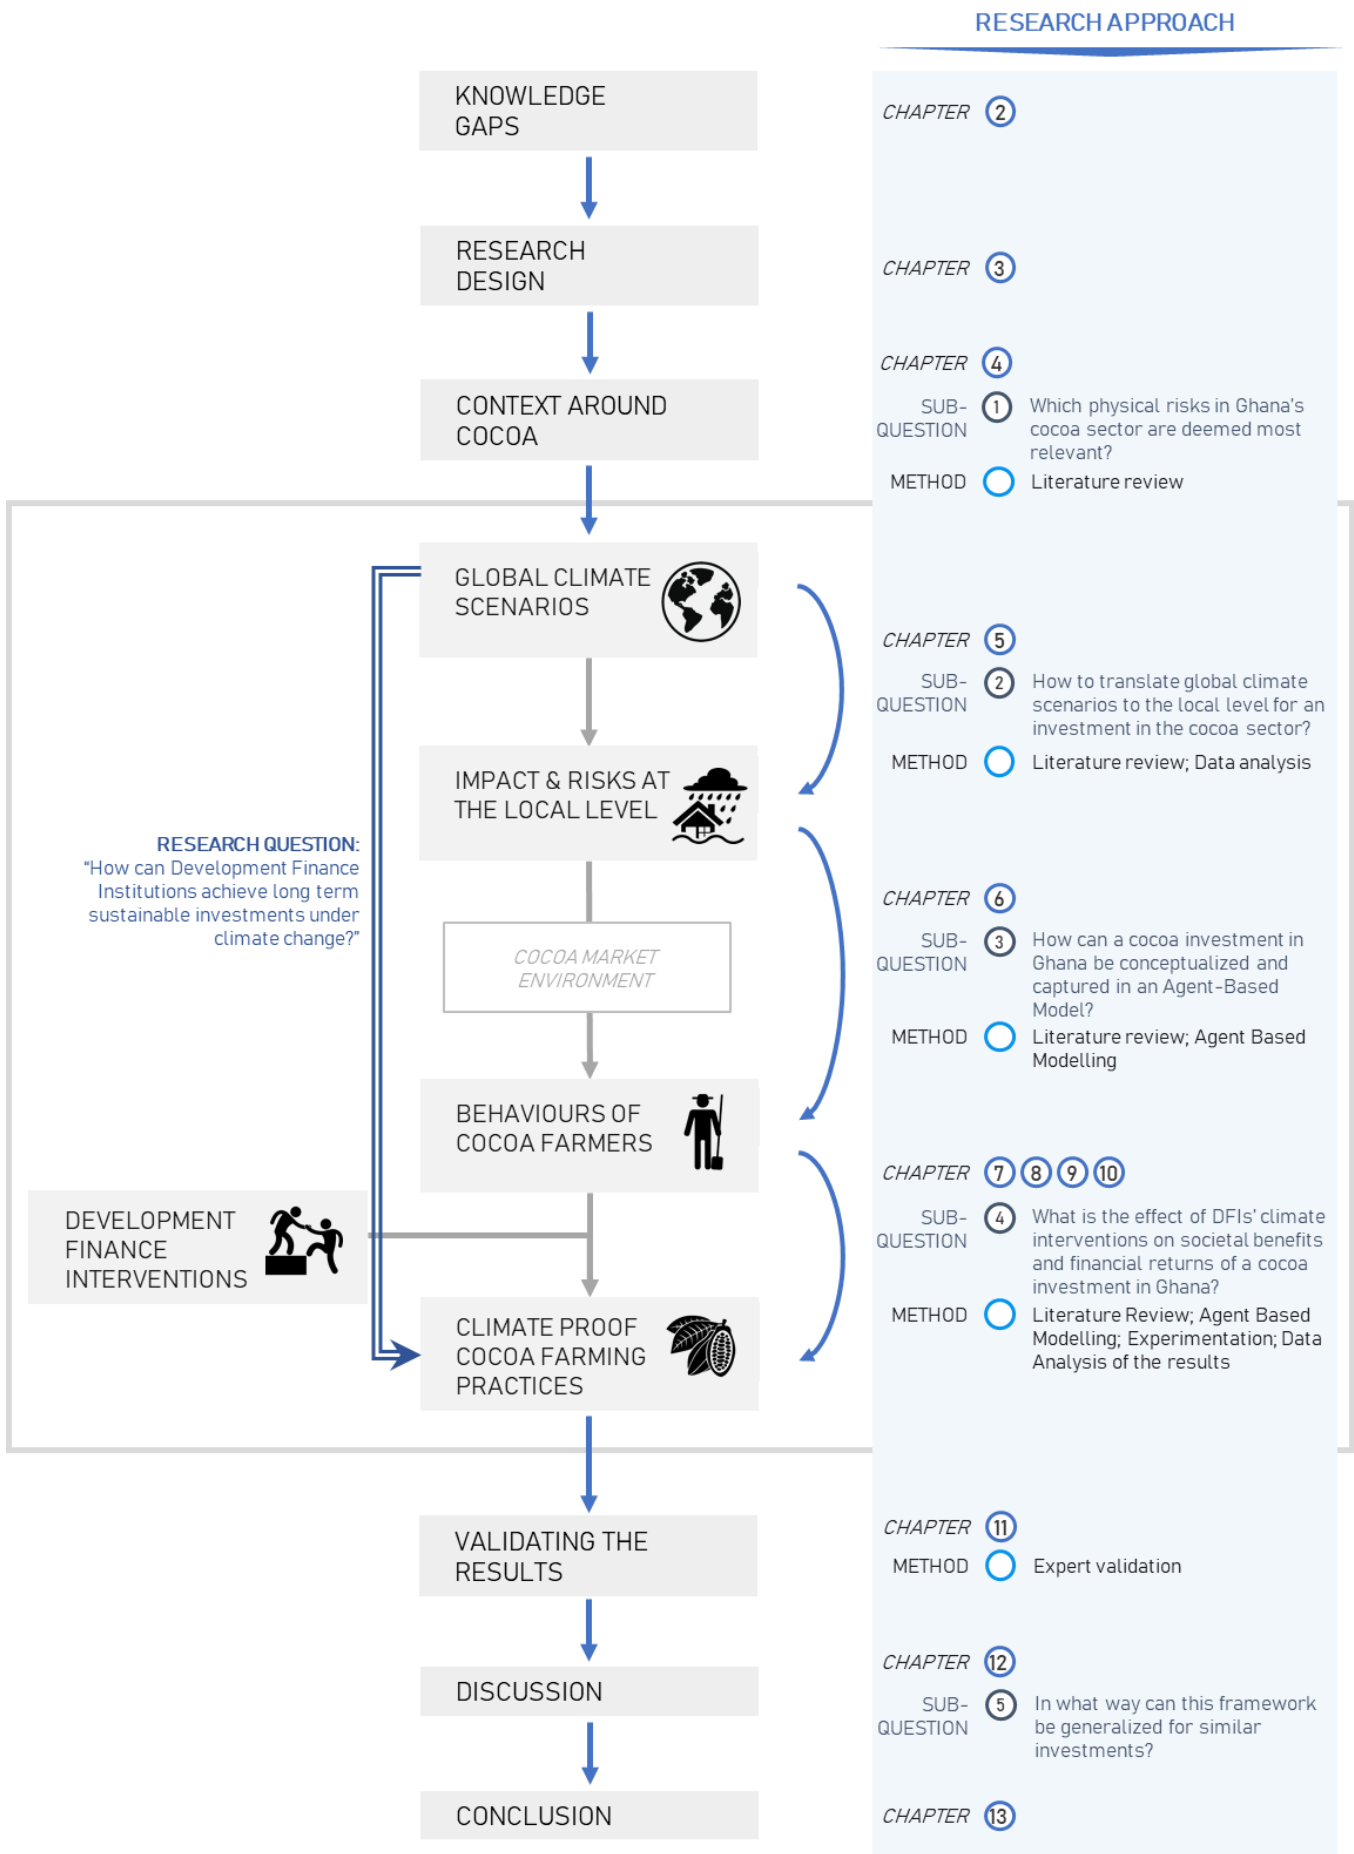 RESEARCH APPROACH
KNOWLEDGE
GAPS
CHAPTER 2
RESEARCH
DESIGN
CHAPTER 3
CONTEXT AROUND
COCOA
CHAPTER 4
SUB-
QUESTION
1
Which physical risks in Ghana's
cocoa sector are deemed most
relevant?
METHOD
Literature review
GLOBAL CLIMATE
SCENARIOS
CHAPTER 5
SUB-
QUESTION
2
How to translate global climate
scenarios to the local level for an
investment in the cocoa sector?
METHOD
Literature review; Data analysis
IMPACT & RISKS AT
THE LOCAL LEVEL
RESEARCH QUESTION:
"How can Development Finance
Institutions achieve long term
sustainable investments under
climate change?"
COCOA MARKET
ENVIRONMENT
CHAPTER 6
SUB-
QUESTION
3
How can a cocoa investment in
Ghana be conceptualized and
captured in an Agent-Based
Model?
METHOD
Literature review; Agent Based
Modelling
BEHAVIOURS OF
COCOA FARMERS
DEVELOPMENT
FINANCE
INTERVENTIONS
CHAPTER 7 8 9 10
SUB-
QUESTION
4
What is the effect of DFIs' climate
interventions on societal benefits
and financial returns of a cocoa
investment in Ghana?
METHOD
Literature Review; Agent Based
Modelling; Experimentation; Data
Analysis of the results
CLIMATE PROOF
COCOA FARMING
PRACTICES
VALIDATING THE
RESULTS
CHAPTER 11
METHOD
Expert validation
DISCUSSION
CHAPTER 12
SUB-
QUESTION
5
In what way can this framework
be generalized for similar
investments?
CONCLUSION
CHAPTER 13